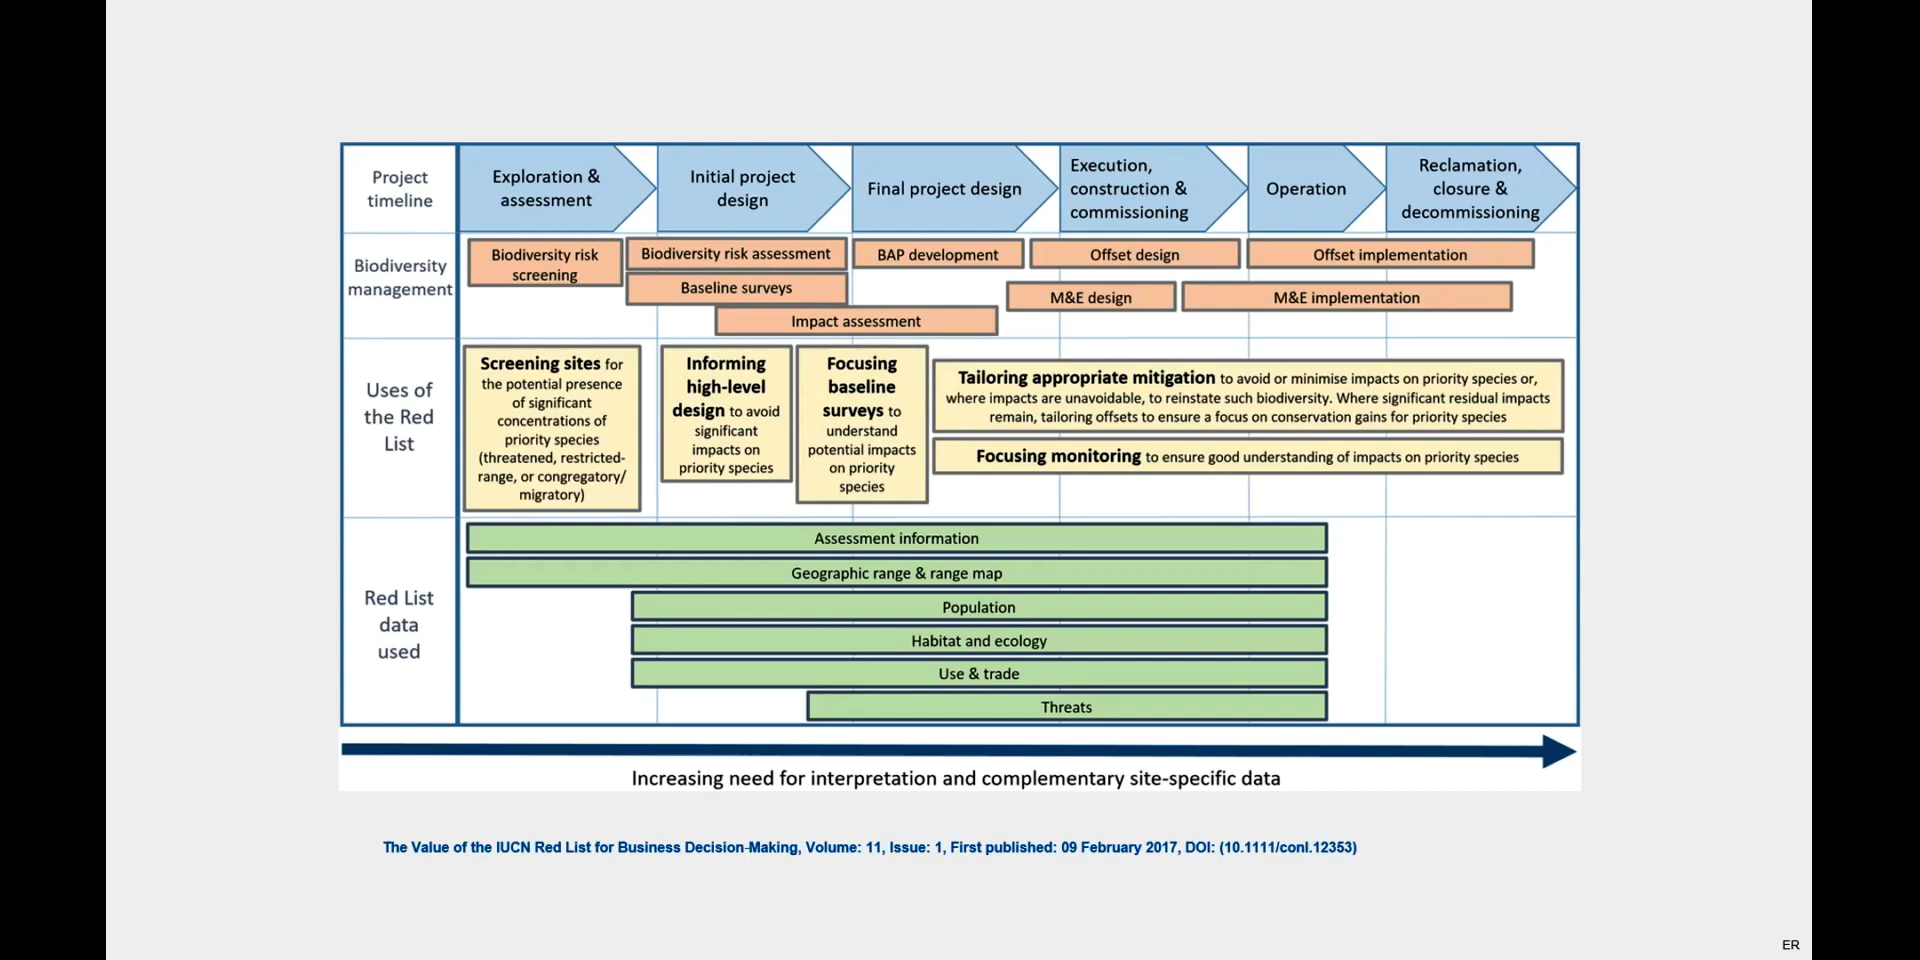 Project
timeline
Exploration &
assessment
Initial project
design
Final project design
Execution,
construction &
commissioning
Operation
Reclamation,
closure &
decommissioning
Biodiversity
management
Biodiversity risk
screening
Biodiversity risk assessment
Baseline surveys
Impact assessment
BAP development
Offset design
Offset implementation
M&E design
M&E implementation
Uses of
the Red
List
Screening sites for
the potential presence
of significant
concentrations of
priority species
(threatened, restricted-
range, or congregatory/
migratory)
Informing
high-level
design to avoid
significant
impacts on
priority species
Focusing
baseline
surveys to
understand
potential impacts
on priority
species
Tailoring appropriate mitigation to avoid or minimise impacts on priority species or,
where impacts are unavoidable, to reinstate such biodiversity. Where significant residual impacts
remain, tailoring offsets to ensure a focus on conservation gains for priority species
Focusing monitoring to ensure good understanding of impacts on priority species
Red List
data
used
Assessment information
Geographic range & range map
Population
Habitat and ecology
Use & trade
Threats
Increasing need for interpretation and complementary site-specific data
The Value of the IUCN Red List for Business Decision-Making, Volume: 11, Issue: 1, First published: 09 February 2017, DOI: (10.1111/conl.12353)
ER